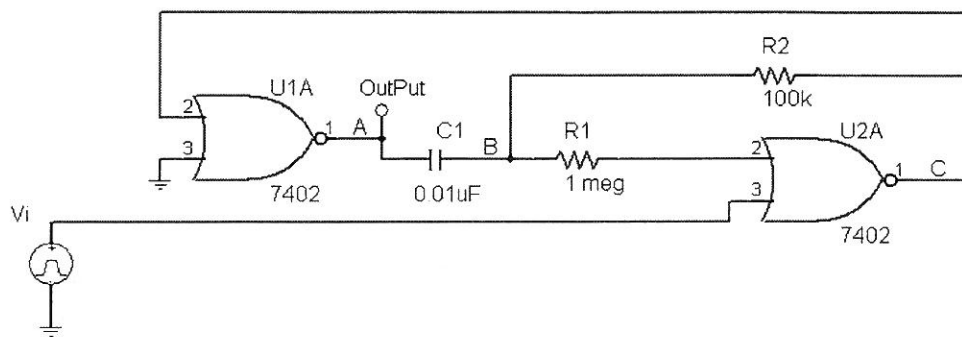 R2
100k
U1A
OutPut
2
3
1
A
C1
B
R1
7402
0.01uF
1 meg
U2A
2
3
1
C
7402
Vi